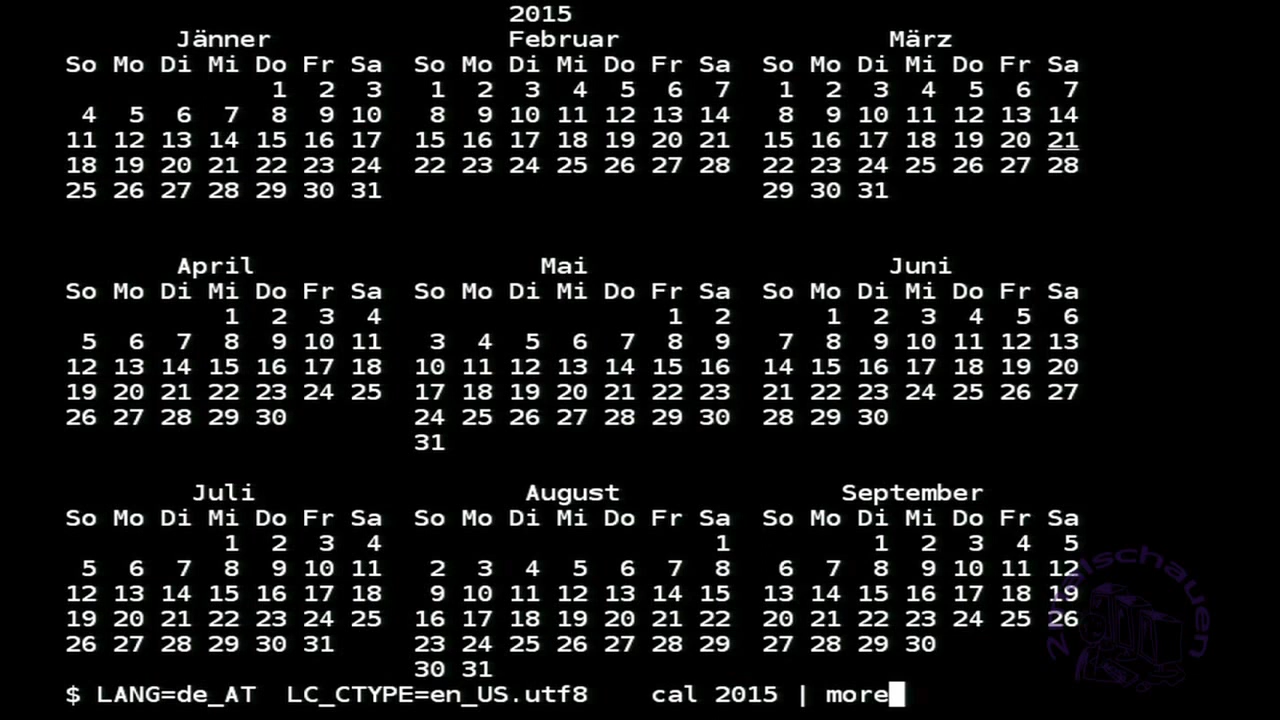 2015
Jänner Februar März
So Mo Di Mi Do Fr Sa So Mo Di Mi Do Fr Sa So Mo Di Mi Do Fr Sa
1 2 3 1 2 3 4 5 6 7 1 2 3 4 5 6 7
4 5 6 7 8 9 10 8 9 10 11 12 13 14 8 9 10 11 12 13 14
11 12 13 14 15 16 17 15 16 17 18 19 20 21 15 16 17 18 19 20 21
18 19 20 21 22 23 24 22 23 24 25 26 27 28 22 23 24 25 26 27 28
25 26 27 28 29 30 31 29 30 31
April Mai Juni
So Mo Di Mi Do Fr Sa So Mo Di Mi Do Fr Sa So Mo Di Mi Do Fr Sa
1 2 3 4 1 2 1 2 3 4 5 6
5 6 7 8 9 10 11 3 4 5 6 7 8 9 7 8 9 10 11 12 13
12 13 14 15 16 17 18 10 11 12 13 14 15 16 14 15 16 17 18 19 20
19 20 21 22 23 24 25 17 18 19 20 21 22 23 21 22 23 24 25 26 27
26 27 28 29 30 24 25 26 27 28 29 30 28 29 30
31
Juli August September
So Mo Di Mi Do Fr Sa So Mo Di Mi Do Fr Sa So Mo Di Mi Do Fr Sa
1 2 3 4 1 1 2 3 4 5
5 6 7 8 9 10 11 2 3 4 5 6 7 8 6 7 8 9 10 11 12
12 13 14 15 16 17 18 9 10 11 12 13 14 15 13 14 15 16 17 18 19
19 20 21 22 23 24 25 16 17 18 19 20 21 22 20 21 22 23 24 25 26
26 27 28 29 30 31 23 24 25 26 27 28 29 27 28 29 30
30 31
$ LANG=de_AT LC_CTYPE=en_US.utf8 cal 2015 | more